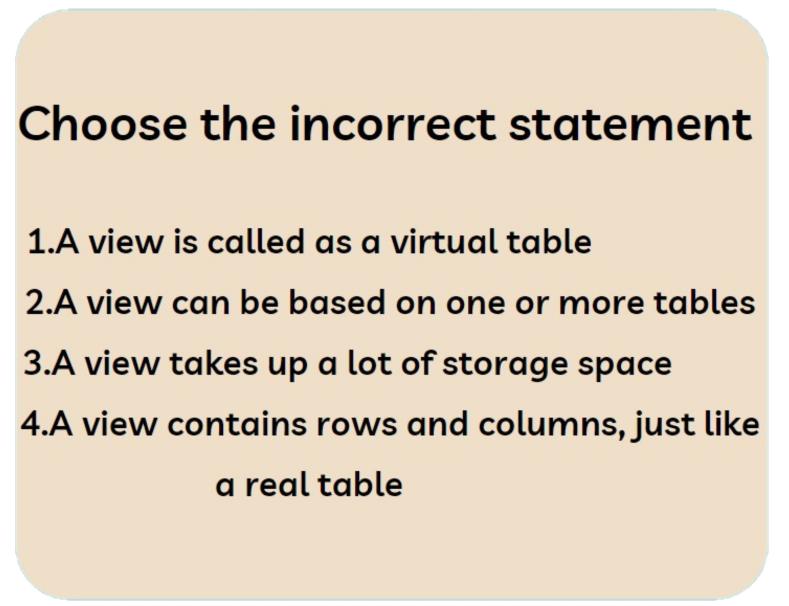 Choose the incorrect statement
1.A view is called as a virtual table
2.A view can be based on one or more tables
3.A view takes up a lot of storage space
4.A view contains rows and columns, just like
a real table